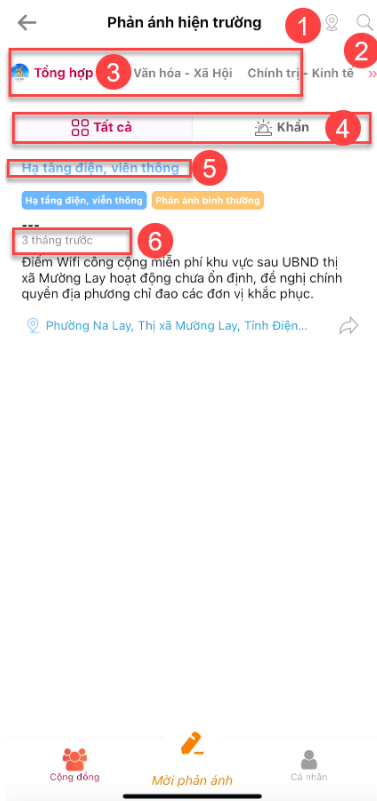 Phản ánh hiện trường
1
2
Tổng hợp
3
Văn hóa - Xã Hội
Chính trị - Kinh tế
»
Tất cả
Khẩn
4
Hạ tầng điện, viễn thông
5
Hạ tầng điện, viễn thông
Phản ánh bình thường
---
3 tháng trước
6
Điểm Wifi công cộng miễn phí khu vực sau UBND thị
xã Mường Lay hoạt động chưa ổn định, đề nghị chính
quyền địa phương chỉ đao các đơn vị khắc phục.
Phường Na Lay, Thị xã Mường Lay, Tỉnh Điện...
Cộng đồng
Mời phản ánh
Cá nhân